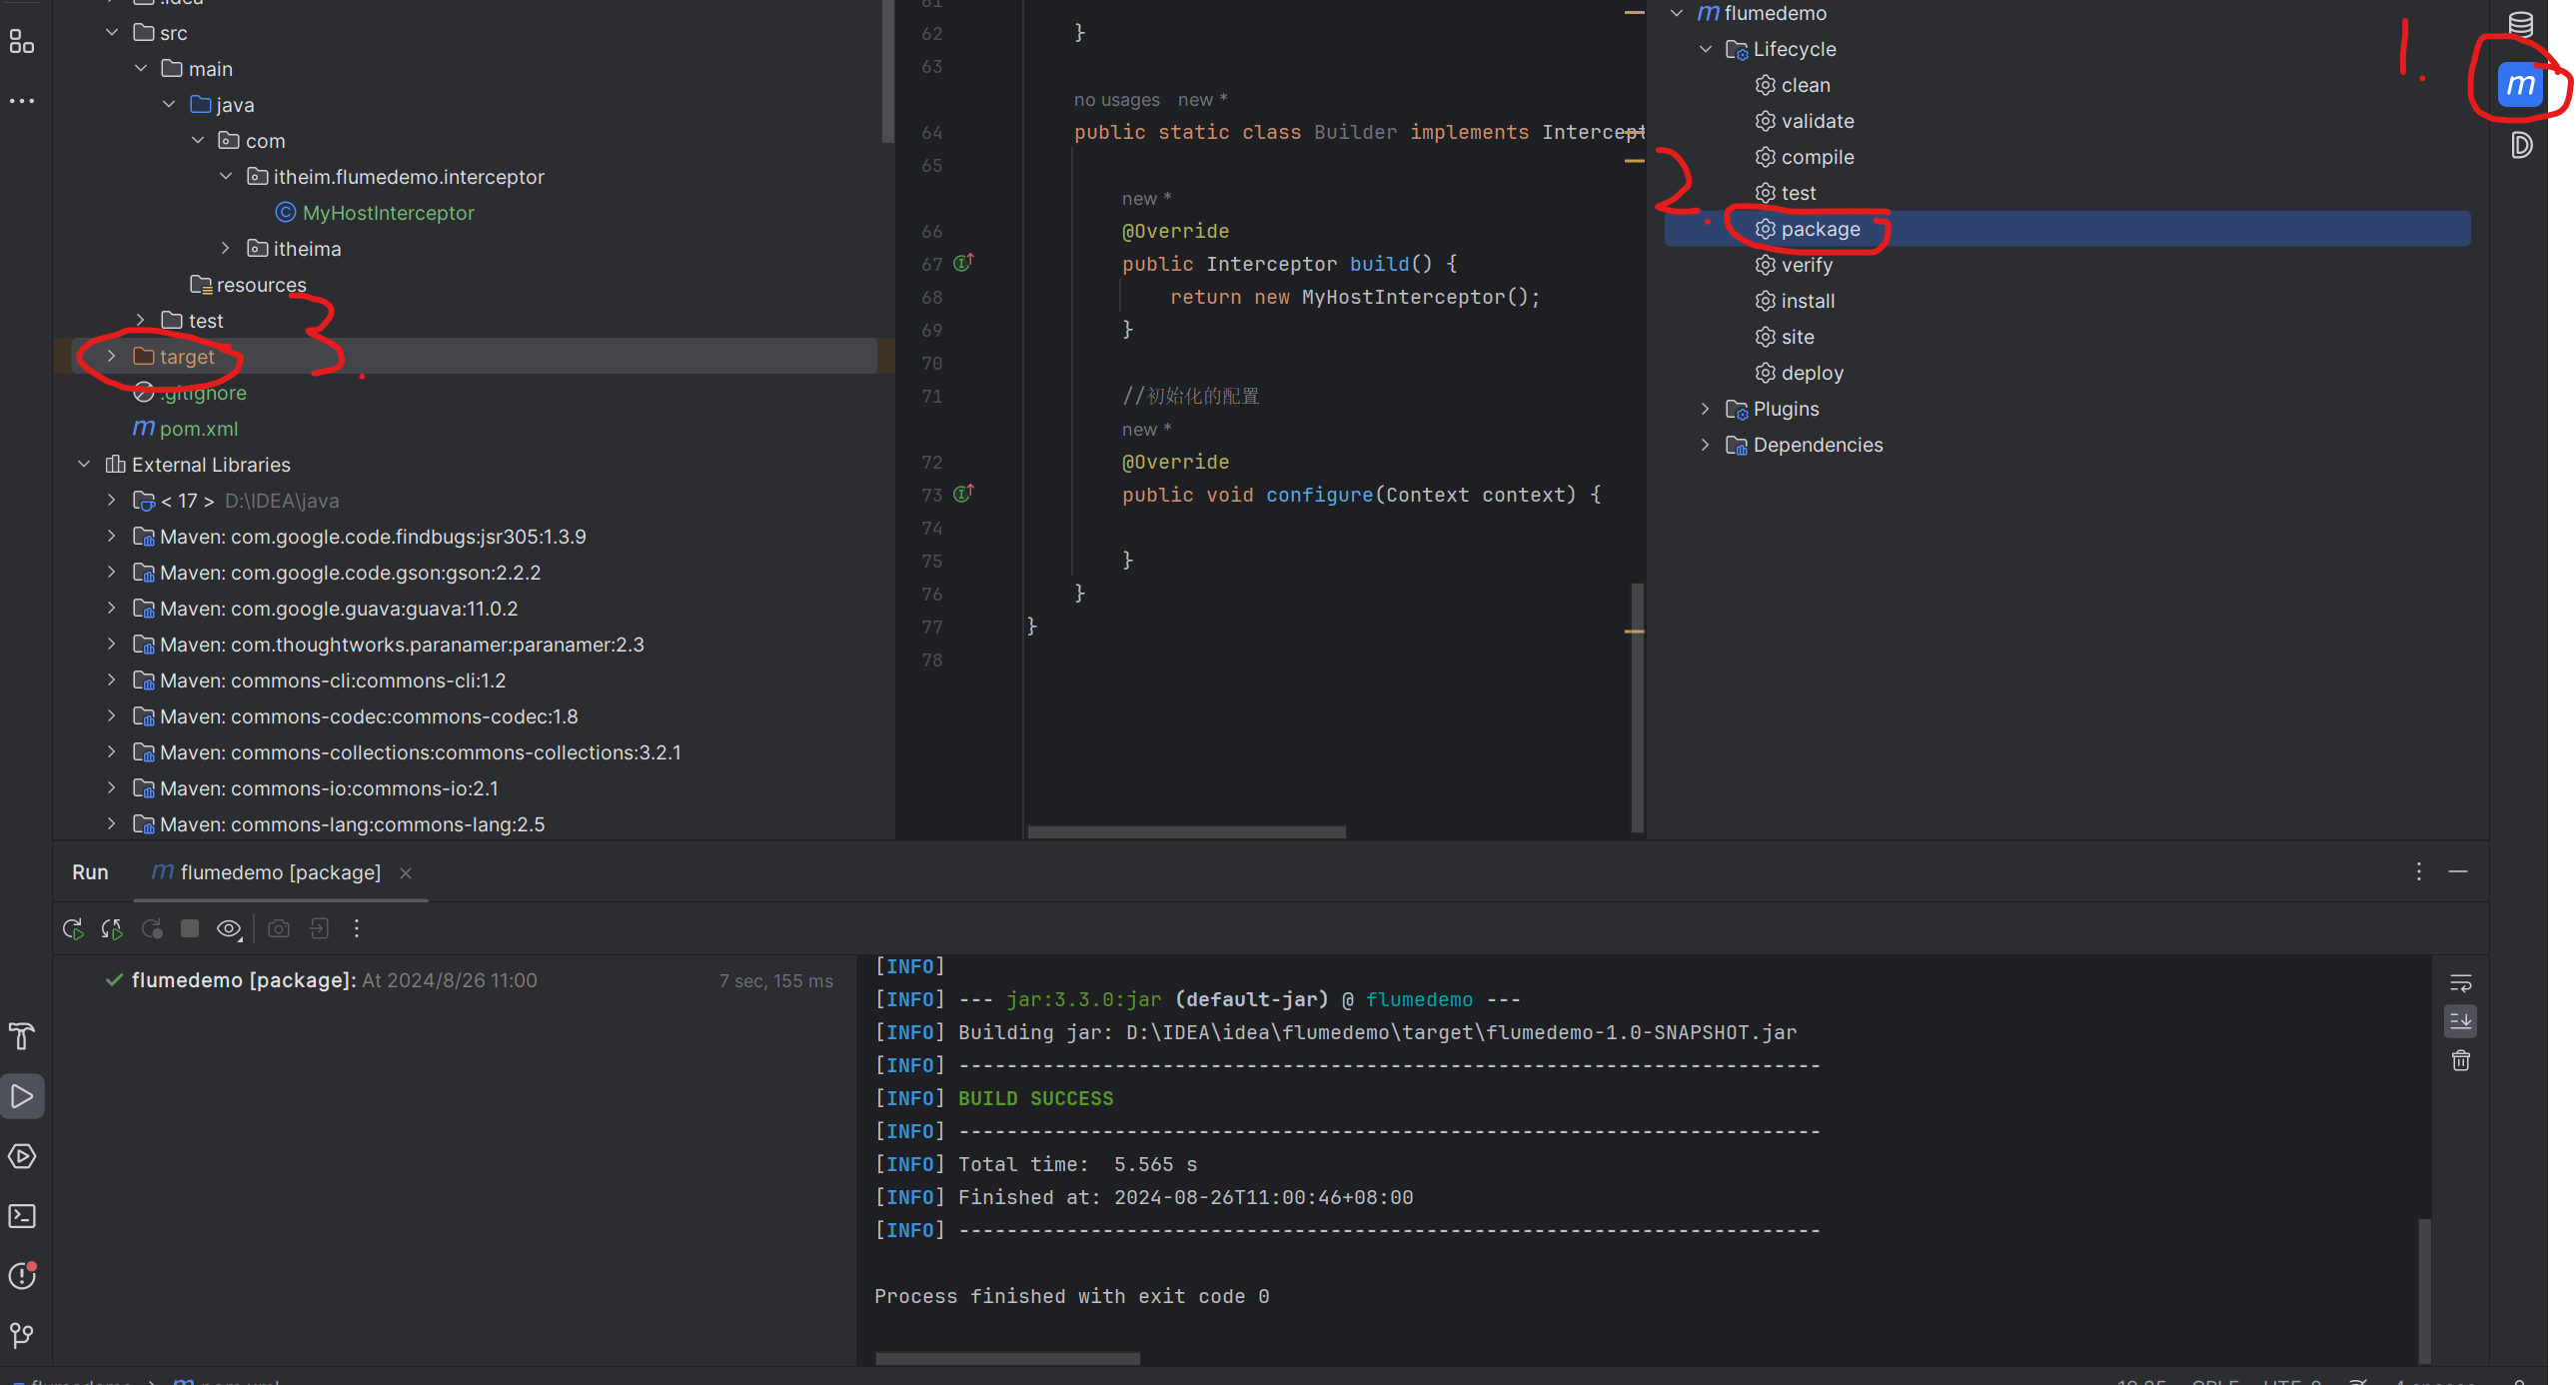 .idea
src
main
java
com
itheim.flumedemo.interceptor
MyHostInterceptor
itheima
resources
test
target
.gitignore
pom.xml
External Libraries
< 17 > D:\IDEA\java
Maven: com.google.code.findbugs:jsr305:1.3.9
Maven: com.google.code.gson:gson:2.2.2
Maven: com.google.guava:guava:11.0.2
Maven: com.thoughtworks.paranamer:paranamer:2.3
Maven: commons-cli:commons-cli:1.2
Maven: commons-codec:commons-codec:1.8
Maven: commons-collections:commons-collections:3.2.1
Maven: commons-io:commons-io:2.1
Maven: commons-lang:commons-lang:2.5
3.
61
62 }
63
no usages new *
64 public static class Builder implements Intercept
65
new *
66 @Override
67 public Interceptor build() {
68 return new MyHostInterceptor();
69 }
70
71 //初始化的配置
new *
72 @Override
73 public void configure(Context context) {
74
75 }
76 }
77 }
78
m flumedemo
Lifecycle
clean
validate
compile
test
package
verify
install
site
deploy
Plugins
Dependencies
1.
2.
m
D
Run m flumedemo [package]
flumedemo [package]: At 2024/8/26 11:00 7 sec, 155 ms
[INFO]
[INFO] --- jar:3.3.0:jar (default-jar) @ flumedemo ---
[INFO] Building jar: D:\IDEA\idea\flumedemo\target\flumedemo-1.0-SNAPSHOT.jar
[INFO] ------------------------------------------------------------------------
[INFO] BUILD SUCCESS
[INFO] ------------------------------------------------------------------------
[INFO] Total time:  5.565 s
[INFO] Finished at: 2024-08-26T11:00:46+08:00
[INFO] ------------------------------------------------------------------------
Process finished with exit code 0